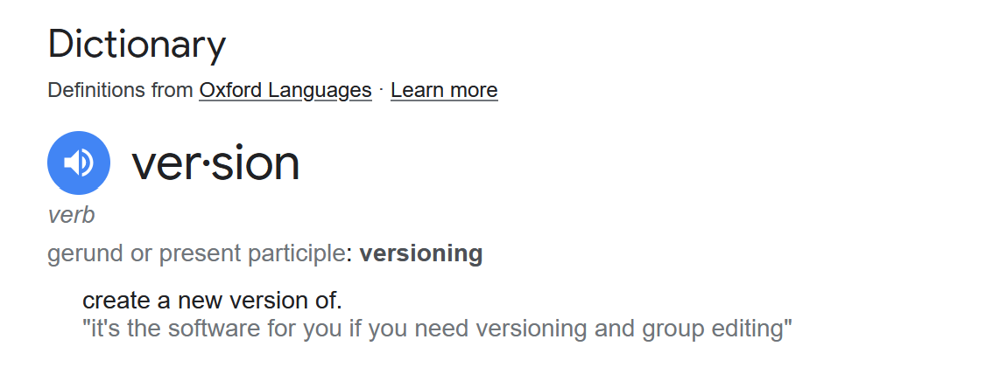 Dictionary
Definitions from Oxford Languages · Learn more
ver·sion
verb
gerund or present participle: versioning
create a new version of.
"it's the software for you if you need versioning and group editing"